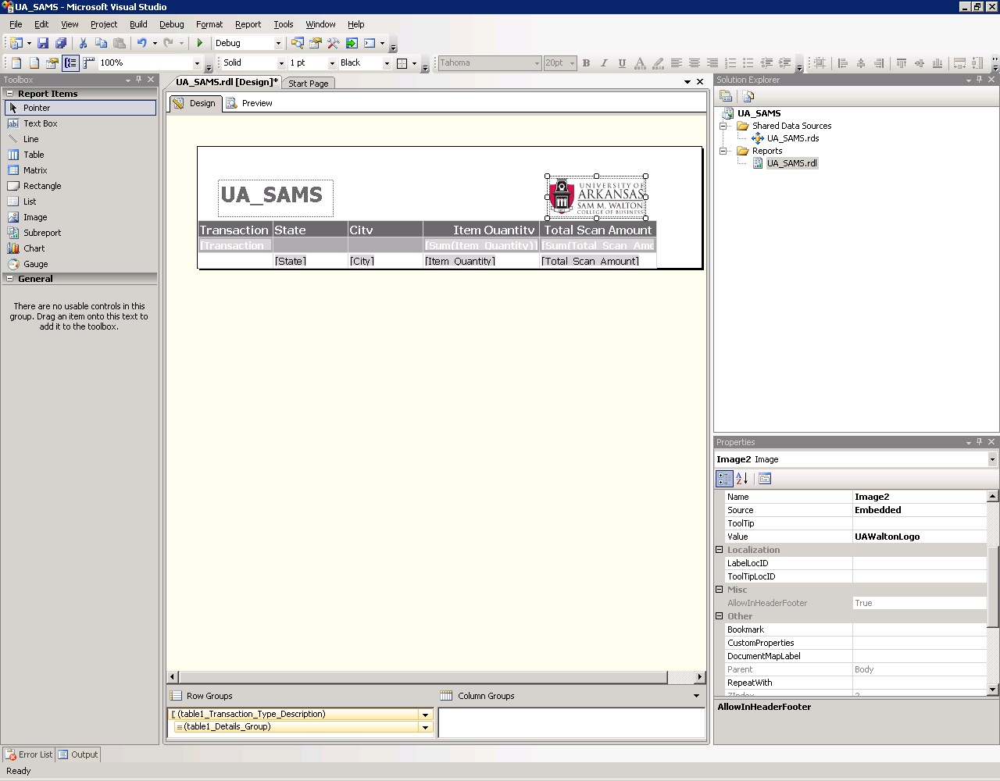 UA_SAMS - Microsoft Visual Studio
File Edit View Project Build Debug Format Report Tools Window Help
Debug
100% Solid 1 pt Black Tahoma 20pt B I U A
Toolbox
Report Items
Pointer
Text Box
Line
Table
Matrix
Rectangle
List
Image
Subreport
Chart
Gauge
General
There are no usable controls in this
group. Drag an item onto this text to
add it to the toolbox.
UA_SAMS.rdl [Design]* Start Page
Design Preview
UA_SAMS
UNIVERSITY OF
ARKANSAS
SAM M. WALTON
COLLEGE OF BUSINESS
Transaction State City Item Quantity Total Scan Amount
[Transaction [Sum(Item_Quantity)] [Sum(Total_Scan_Amo
[State] [City] [Item_Quantity] [Total_Scan_Amount]
Row Groups Column Groups
(table1_Transaction_Type_Description)
(table1_Details_Group)
Solution Explorer
UA_SAMS
Shared Data Sources
UA_SAMS.rds
Reports
UA_SAMS.rdl
Properties
Image2 Image
Name Image2
Source Embedded
ToolTip
Value UAWaltonLogo
Localization
LabelLocID
ToolTipLocID
Misc
AllowInHeaderFooter True
Other
Bookmark
CustomProperties
DocumentMapLabel
Parent Body
RepeatWith
ZIndex 2
AllowInHeaderFooter
Error List Output
Ready